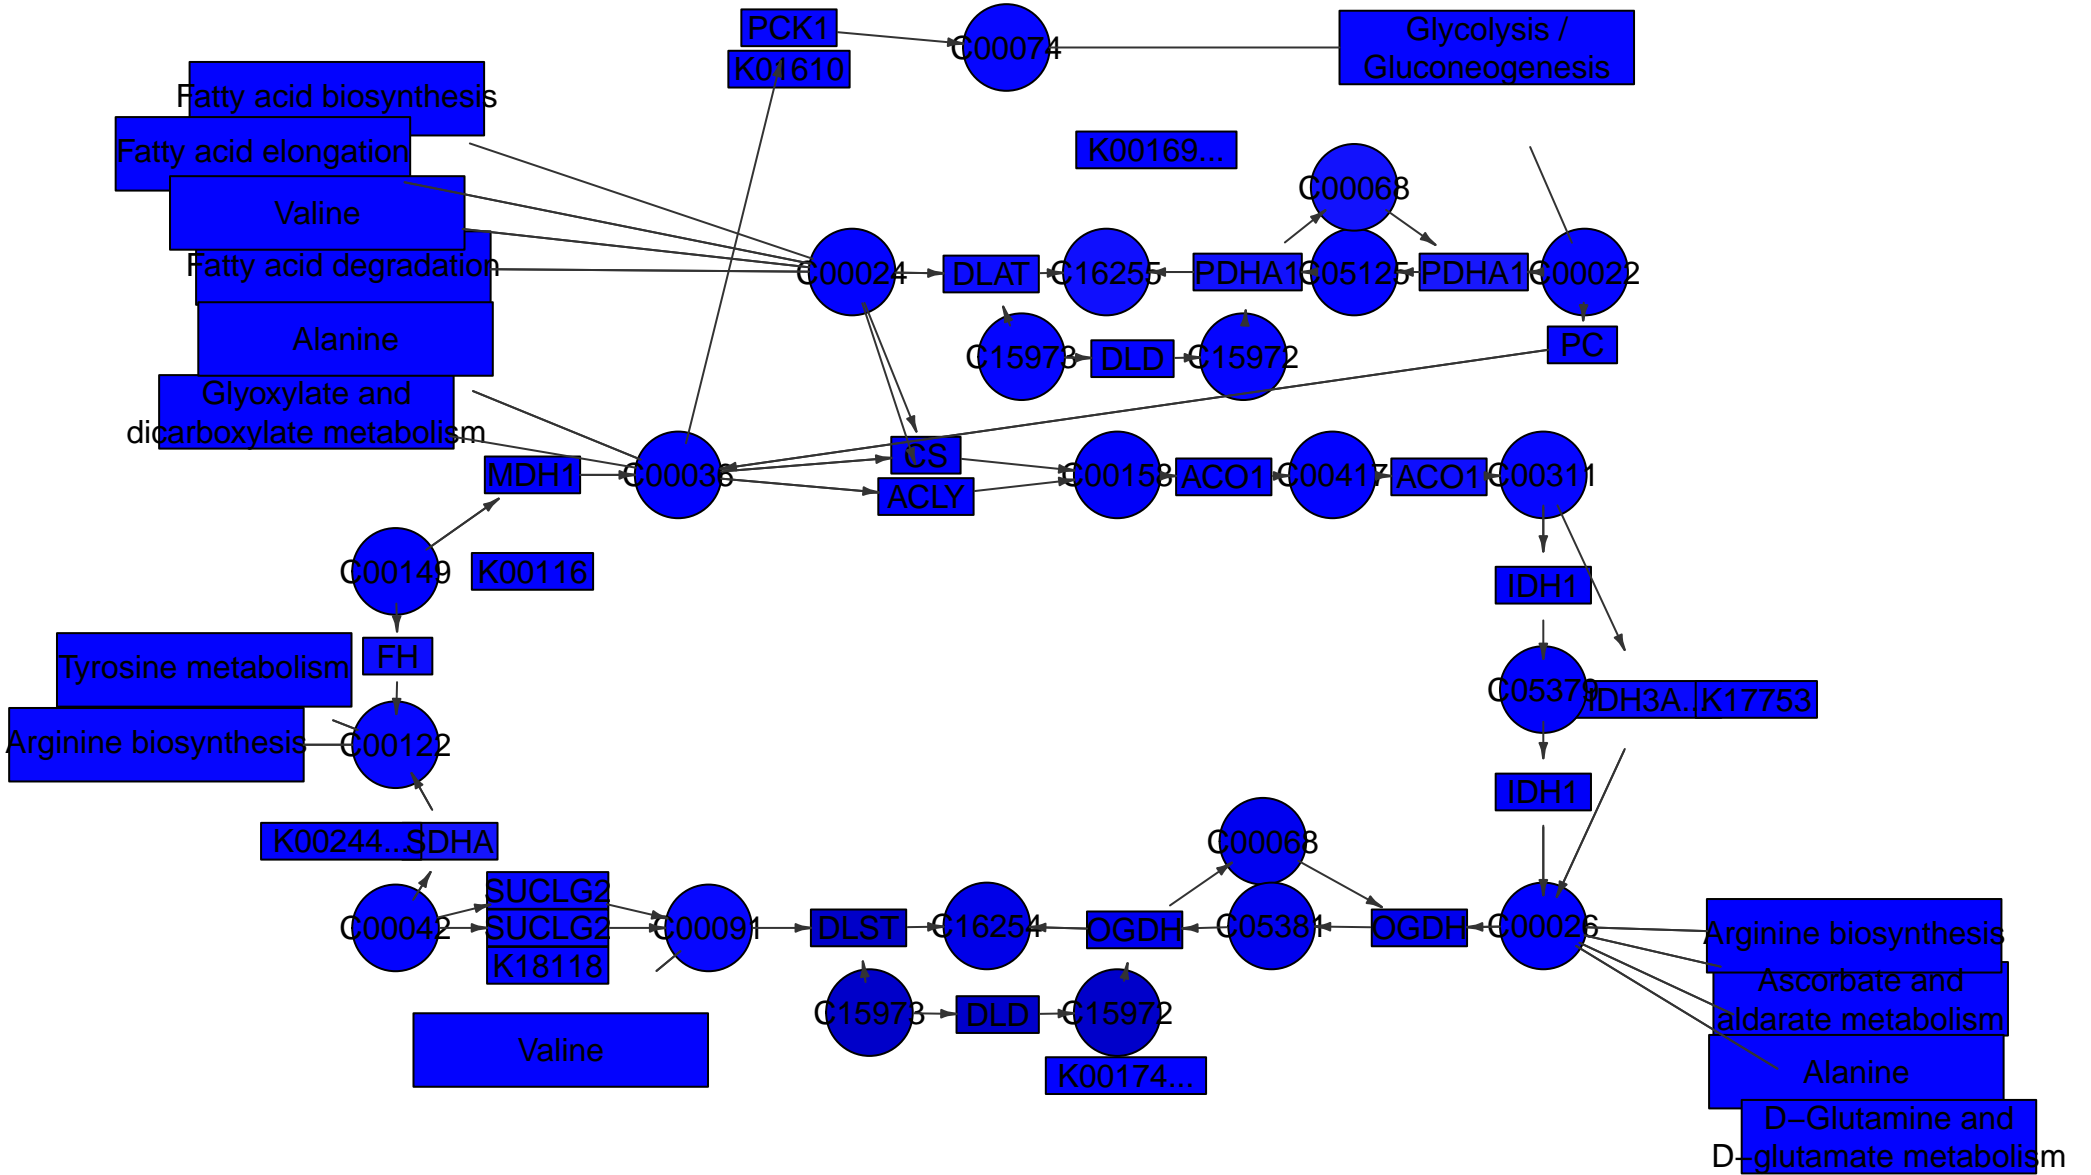 PCK1
C00074
Glycolysis /
Gluconeogenesis
K01610
Fatty acid biosynthesis
Fatty acid elongation
K00169...
C00068
Valine
Fatty acid degradation
C00024
DLAT
C16255
PDHA1
C05125
PDHA1
C00022
Alanine
C15973
DLD
C15972
PC
Glyoxylate and
dicarboxylate metabolism
MDH1
C00036
CS
ACLY
C00158
ACO1
C00417
ACO1
C00311
C00149
K00116
IDH1
FH
Tyrosine metabolism
C05379
IDH3A...
K17753
Arginine biosynthesis
C00122
IDH1
K00244...
SDHA
C00068
SUCLG2
C00042
SUCLG2
C00091
DLST
C16254
OGDH
C05381
OGDH
C00026
Arginine biosynthesis
K18118
Ascorbate and
aldarate metabolism
C15973
DLD
C15972
Valine
K00174...
Alanine
D−Glutamine and
D−glutamate metabolism